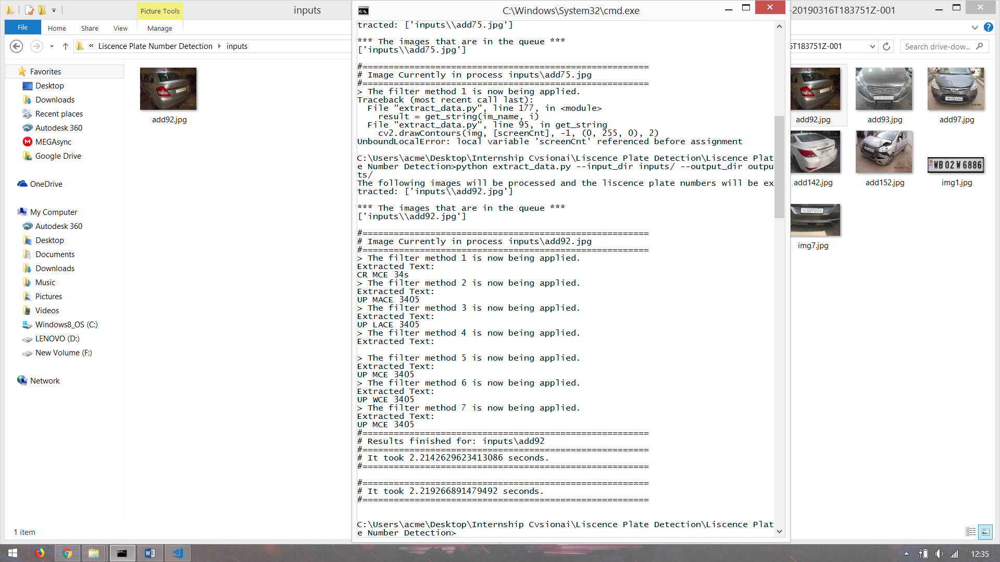 Picture Tools
inputs
File
Home
Share
View
Manage
« Liscence Plate Number Detection
inputs
Favorites
Desktop
Downloads
Recent places
Autodesk 360
MEGAsync
Google Drive
OneDrive
My Computer
Autodesk 360
Desktop
Documents
Downloads
Music
Pictures
Videos
Windows8_OS (C:)
LENOVO (D:)
New Volume (F:)
Network
add92.jpg
1 item
C:\Windows\System32\cmd.exe
tracted: ['inputs\\add75.jpg']
*** The images that are in the queue ***
['inputs\\add75.jpg']
#=======================================================
# Image Currently in process inputs\add75.jpg
#=======================================================
> The filter method 1 is now being applied.
Traceback (most recent call last):
File "extract_data.py", line 177, in <module>
result = get_string(im_name, i)
File "extract_data.py", line 95, in get_string
cv2.drawContours(img, [screenCnt], -1, (0, 255, 0), 2)
UnboundLocalError: local variable 'screenCnt' referenced before assignment
C:\Users\acme\Desktop\Internship Cvsionai\Liscence Plate Detection\Liscence Plat
e Number Detection>python extract_data.py --input_dir inputs/ --output_dir outpu
ts/
The following images will be processed and the liscence plate numbers will be ex
tracted: ['inputs\\add92.jpg']
*** The images that are in the queue ***
['inputs\\add92.jpg']
#=======================================================
# Image Currently in process inputs\add92.jpg
#=======================================================
> The filter method 1 is now being applied.
Extracted Text:
CR MCE 34s
> The filter method 2 is now being applied.
Extracted Text:
UP MACE 3405
> The filter method 3 is now being applied.
Extracted Text:
UP LACE 3405
> The filter method 4 is now being applied.
Extracted Text:
> The filter method 5 is now being applied.
Extracted Text:
UP MCE 3405
> The filter method 6 is now being applied.
Extracted Text:
UP WCE 3405
> The filter method 7 is now being applied.
Extracted Text:
UP MCE 3405
#=======================================================
# Results finished for: inputs\add92
#=======================================================
# It took 2.2142629623413086 seconds.
#=======================================================
#=======================================================
# It took 2.219266891479492 seconds.
#=======================================================
C:\Users\acme\Desktop\Internship Cvsionai\Liscence Plate Detection\Liscence Plat
e Number Detection>
-20190316T183751Z-001
6T183751Z-001
Search drive-dow...
add92.jpg
add93.jpg
add97.jpg
add142.jpg
add152.jpg
WB 02 W 6886
img1.jpg
img7.jpg
12:35